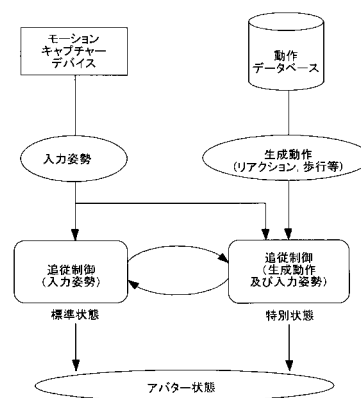 モーション
キャプチャー
デバイス
動作
データベース
入力姿勢
生成動作
(リアクション, 歩行等)
追従制御
(入力姿勢)
追従制御
(生成動作
及び入力姿勢)
標準状態
特別状態
アバター状態